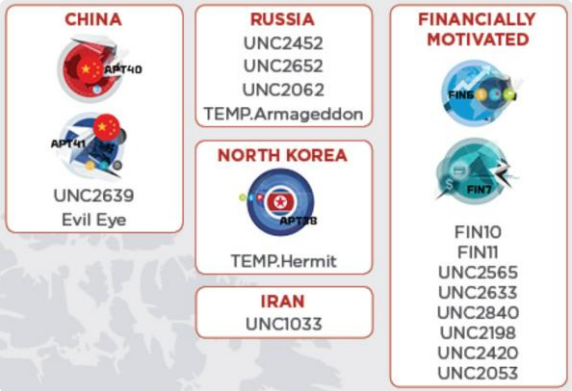 CHINA
APT40
APT41
UNC2639
Evil Eye
RUSSIA
UNC2452
UNC2652
UNC2062
TEMP.Armageddon
NORTH KOREA
APT38
TEMP.Hermit
IRAN
UNC1033
FINANCIALLY
MOTIVATED
FIN6
FIN7
FIN10
FIN11
UNC2565
UNC2633
UNC2840
UNC2198
UNC2420
UNC2053